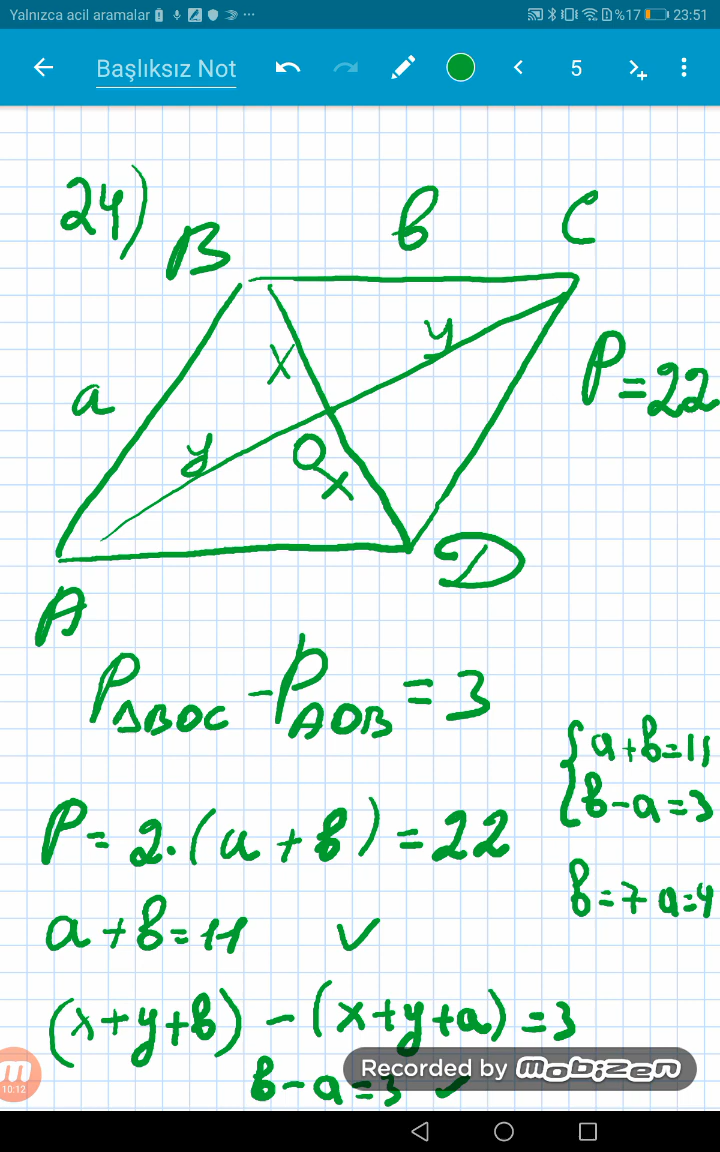 Yalnızca acil aramalar
%17 23:51
Başlıksız Not
5
24)
B
b
C
a
x
y
P=22
y
O
x
A
D
P△BOC - PAOB = 3
{a+b=11
{b-a=3
b=7 a=4
P= 2·(a+b)=22
a+b=11 ✓
(x+y+b) - (x+y+a)=3
b-a=3 ✓
10:12
Recorded by mobizen